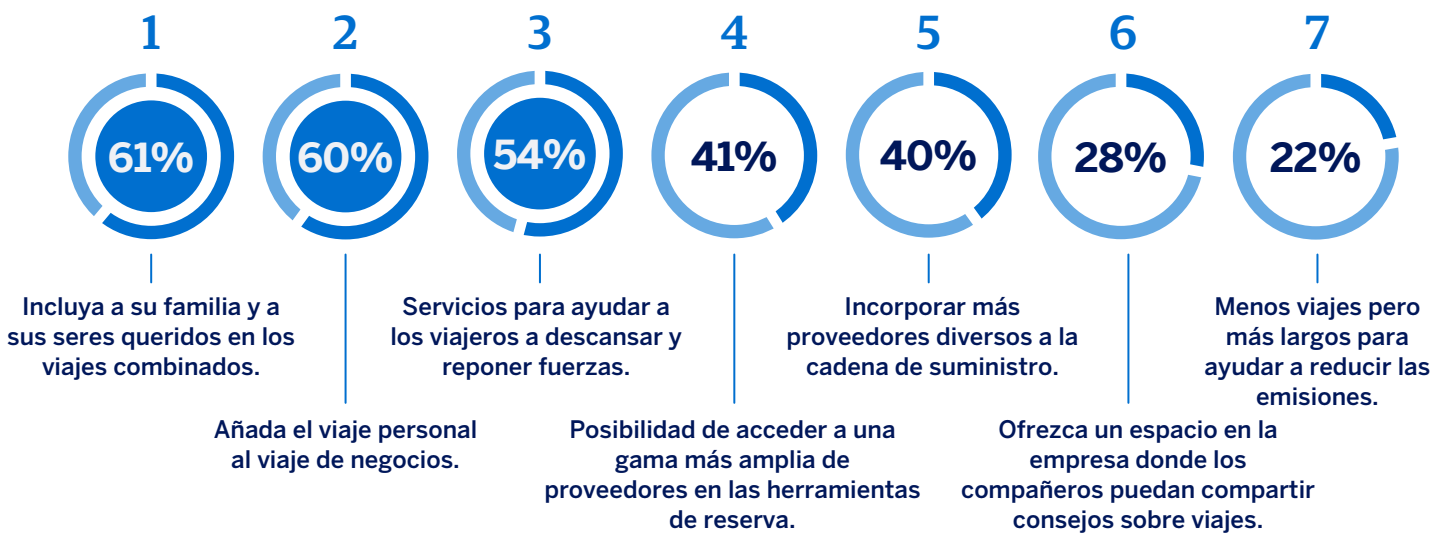 1
61%
Incluya a su familia y a
sus seres queridos en los
viajes combinados.
2
60%
Añada el viaje personal
al viaje de negocios.
3
54%
Servicios para ayudar a
los viajeros a descansar y
reponer fuerzas.
4
41%
Posibilidad de acceder a una
gama más amplia de
proveedores en las herramientas
de reserva.
5
40%
Incorporar más
proveedores diversos a la
cadena de suministro.
6
28%
Ofrezca un espacio en la
empresa donde los
compañeros puedan compartir
consejos sobre viajes.
7
22%
Menos viajes pero
más largos para
ayudar a reducir las
emisiones.